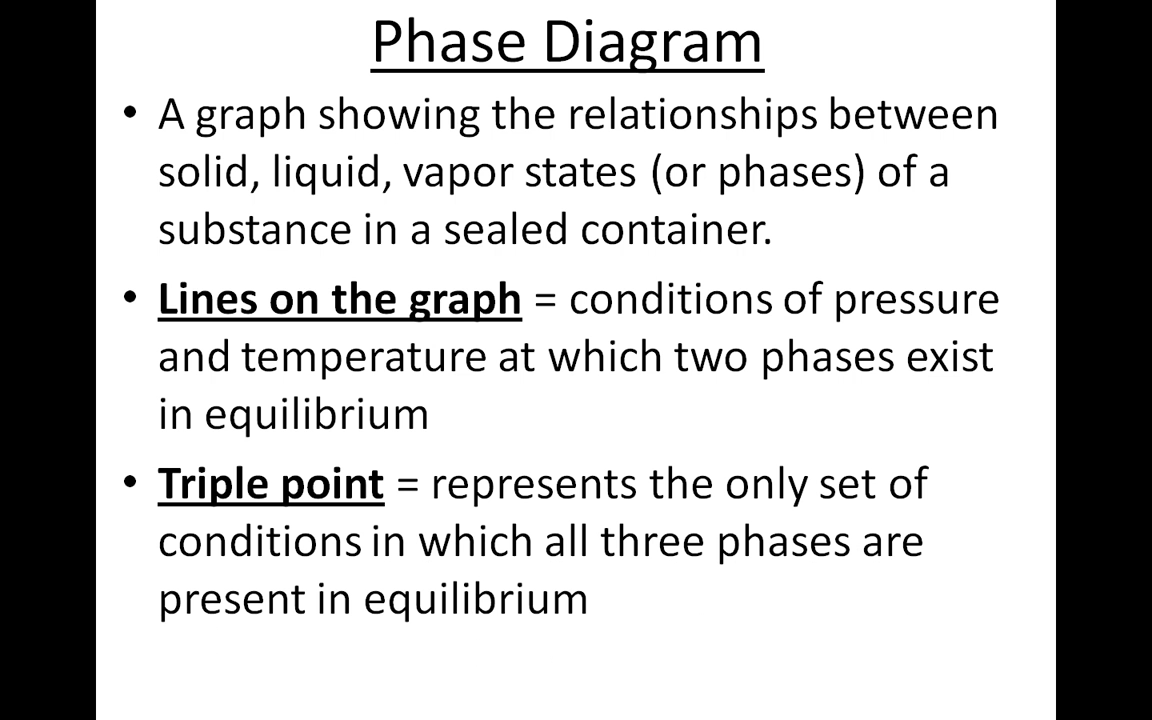 Phase Diagram
• A graph showing the relationships between
solid, liquid, vapor states (or phases) of a
substance in a sealed container.
• Lines on the graph = conditions of pressure
and temperature at which two phases exist
in equilibrium
• Triple point = represents the only set of
conditions in which all three phases are
present in equilibrium